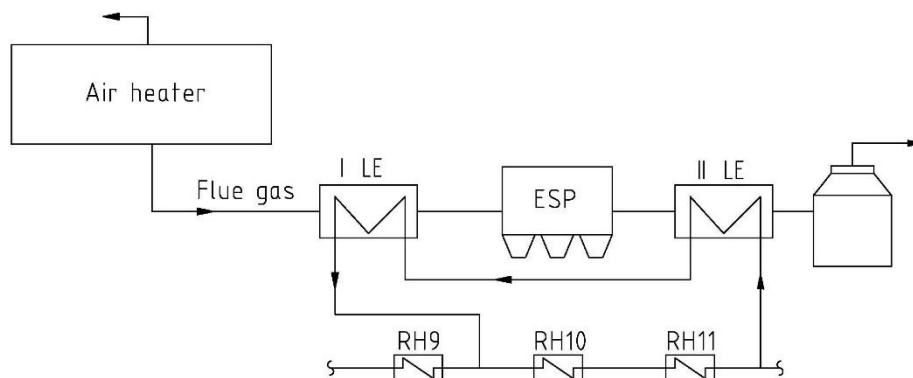 Air heater
Flue gas
I LE
ESP
II LE
RH9
RH10
RH11